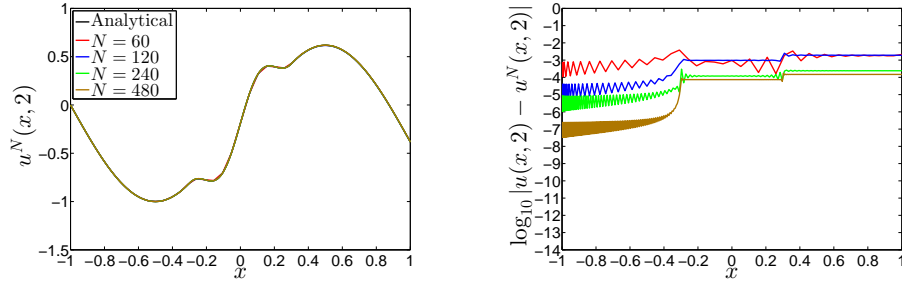 Analytical
N = 60
N = 120
N = 240
N = 480
1.5
1
0.5
0
−0.5
−1
−1.5
u^N(x, 2)
−1 −0.8 −0.6 −0.4 −0.2 0 0.2 0.4 0.6 0.8 1
x
0
−1
−2
−3
−4
−5
−6
−7
−8
−9
−10
−11
−12
−13
−14
log₁₀ |u(x, 2) − u^N(x, 2)|
−1 −0.8 −0.6 −0.4 −0.2 0 0.2 0.4 0.6 0.8 1
x